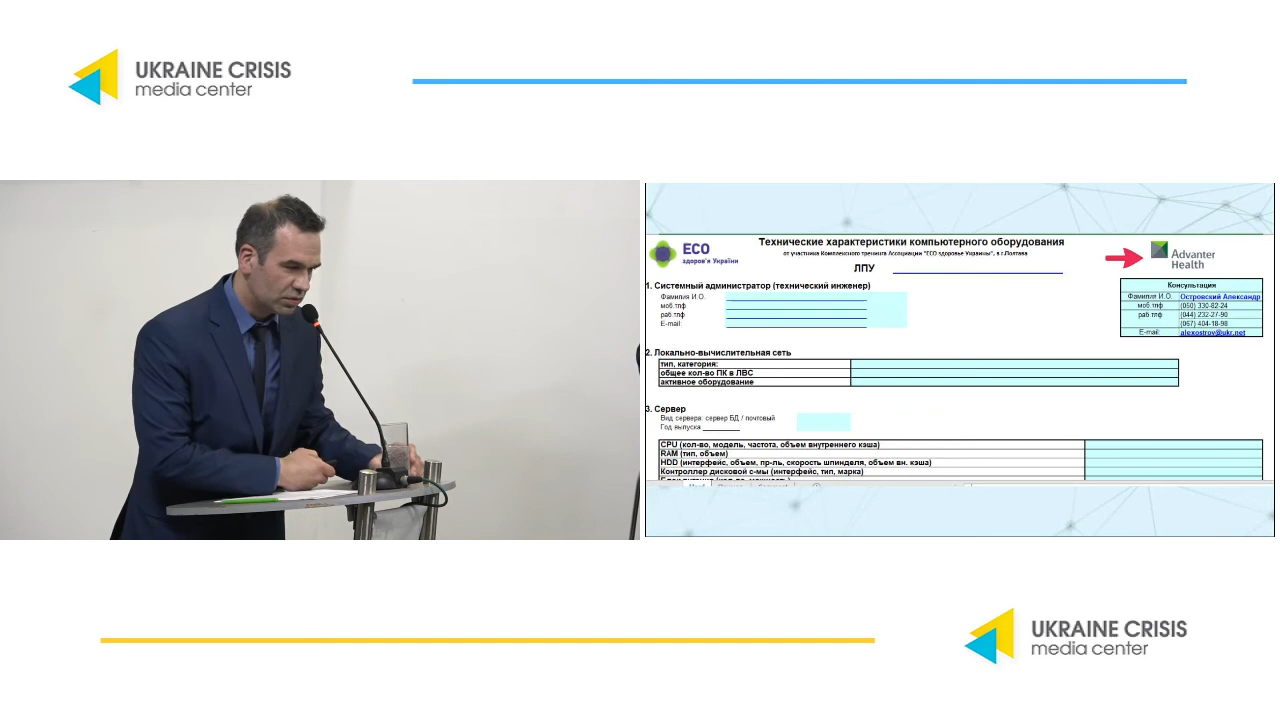 UKRAINE CRISIS
media center
ECO
здоров'я України
Технические характеристики компьютерного оборудования
от участника Комплексного тренинга Ассоциации "ECO здоровье Украины", в г.Полтава
ЛПУ
Advanter
Health
Консультация
Фамилия И.О. Островский Александр
моб.тлф (050) 330-82-24
раб тлф (044) 232-27-90
(067) 404-18-98
E-mail: alexostrov@ukr.net
1. Системный администратор (технический инженер)
Фамилия И.О.
моб.тлф
раб.тлф
E-mail:
2. Локально-вычислительная сеть
тип, категория:
общее кол-во ПК в ЛВС
активное оборудование
3. Сервер
Вид сервера: сервер БД / почтовый
Год выпуска
CPU (кол-во, модель, частота, объем внутреннего кэша)
RAM (тип, объем)
HDD (интерфейс, объем, пр-ль, скорость шпинделя, объем вн. кэша)
Контроллер дисковой с-мы (интерфейс, тип, марка)
UKRAINE CRISIS
media center